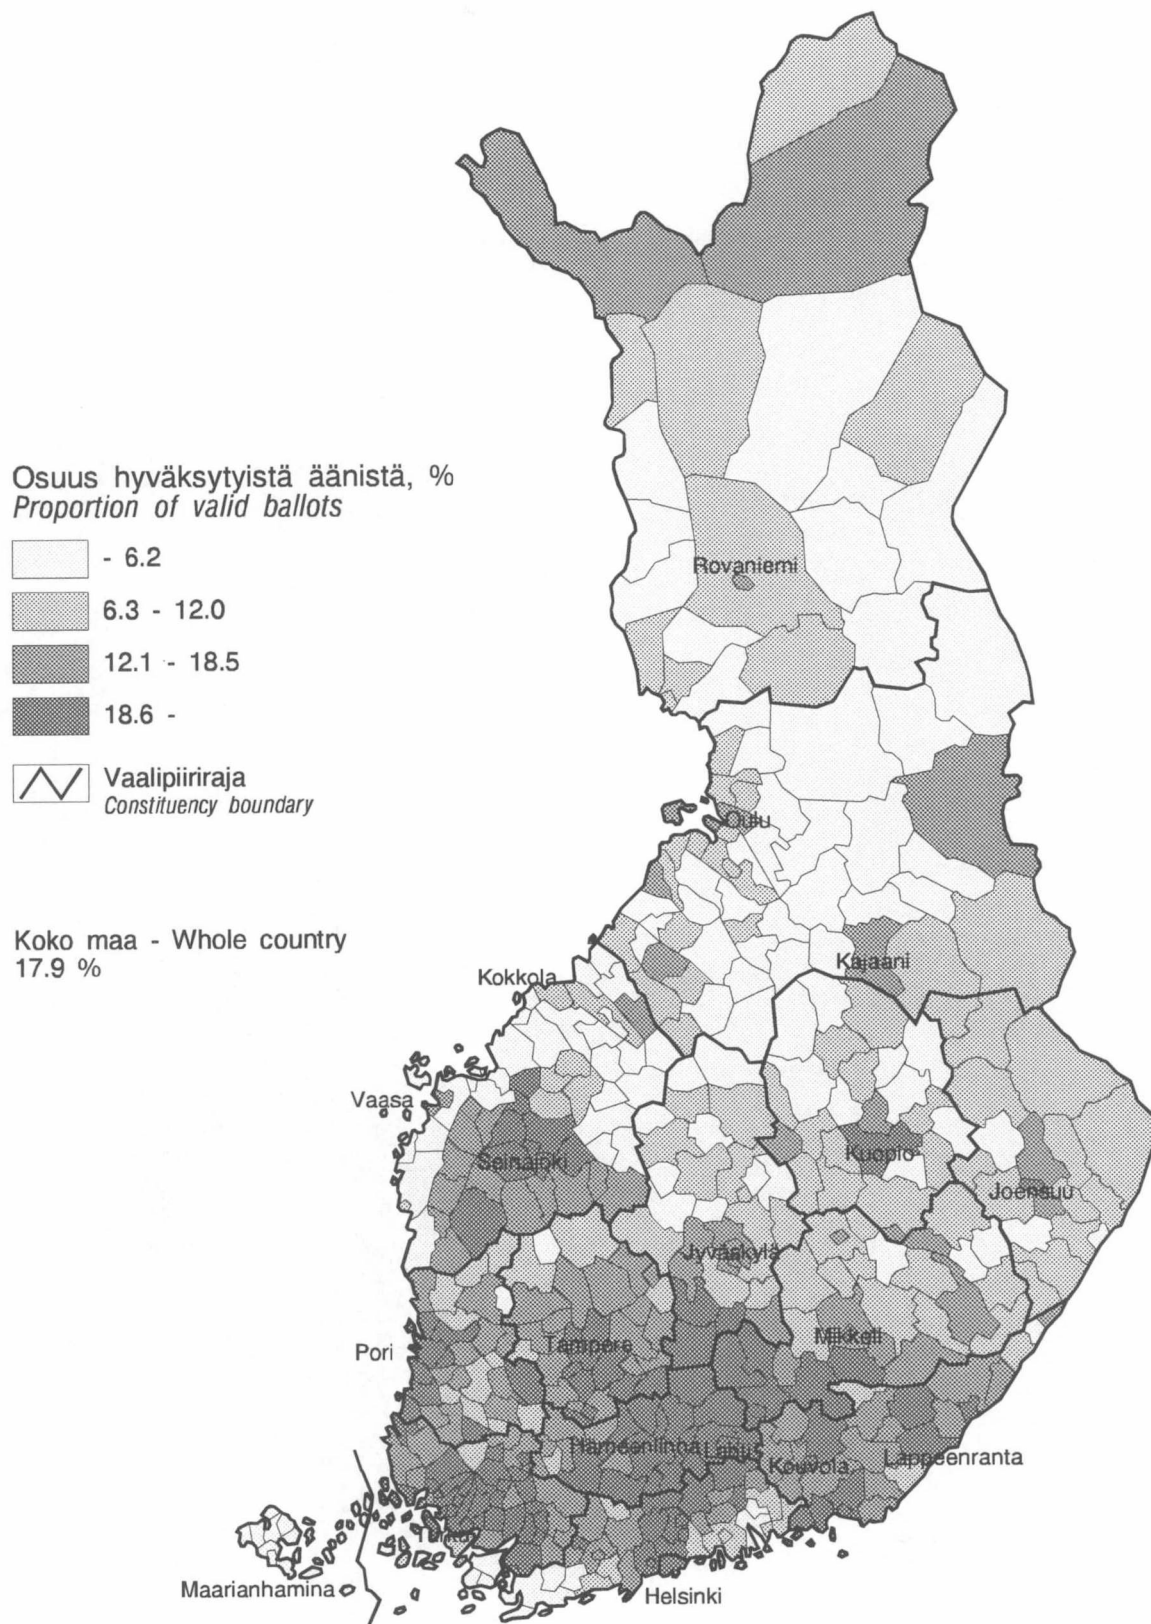 Osuus hyväksytyistä äänistä, %
Proportion of valid ballots
- 6.2
6.3 - 12.0
12.1 - 18.5
18.6 -
Vaalipiiriraja
Constituency boundary
Koko maa - Whole country
17.9 %
Rovaniemi
Oulu
Kajaani
Kokkola
Vaasa
Seinäjoki
Kuopio
Joensuu
Jyväskylä
Mikkeli
Tampere
Pori
Hämeenlinna
Lahti
Kouvola
Lappeenranta
Turku
Maarianhamina
Helsinki